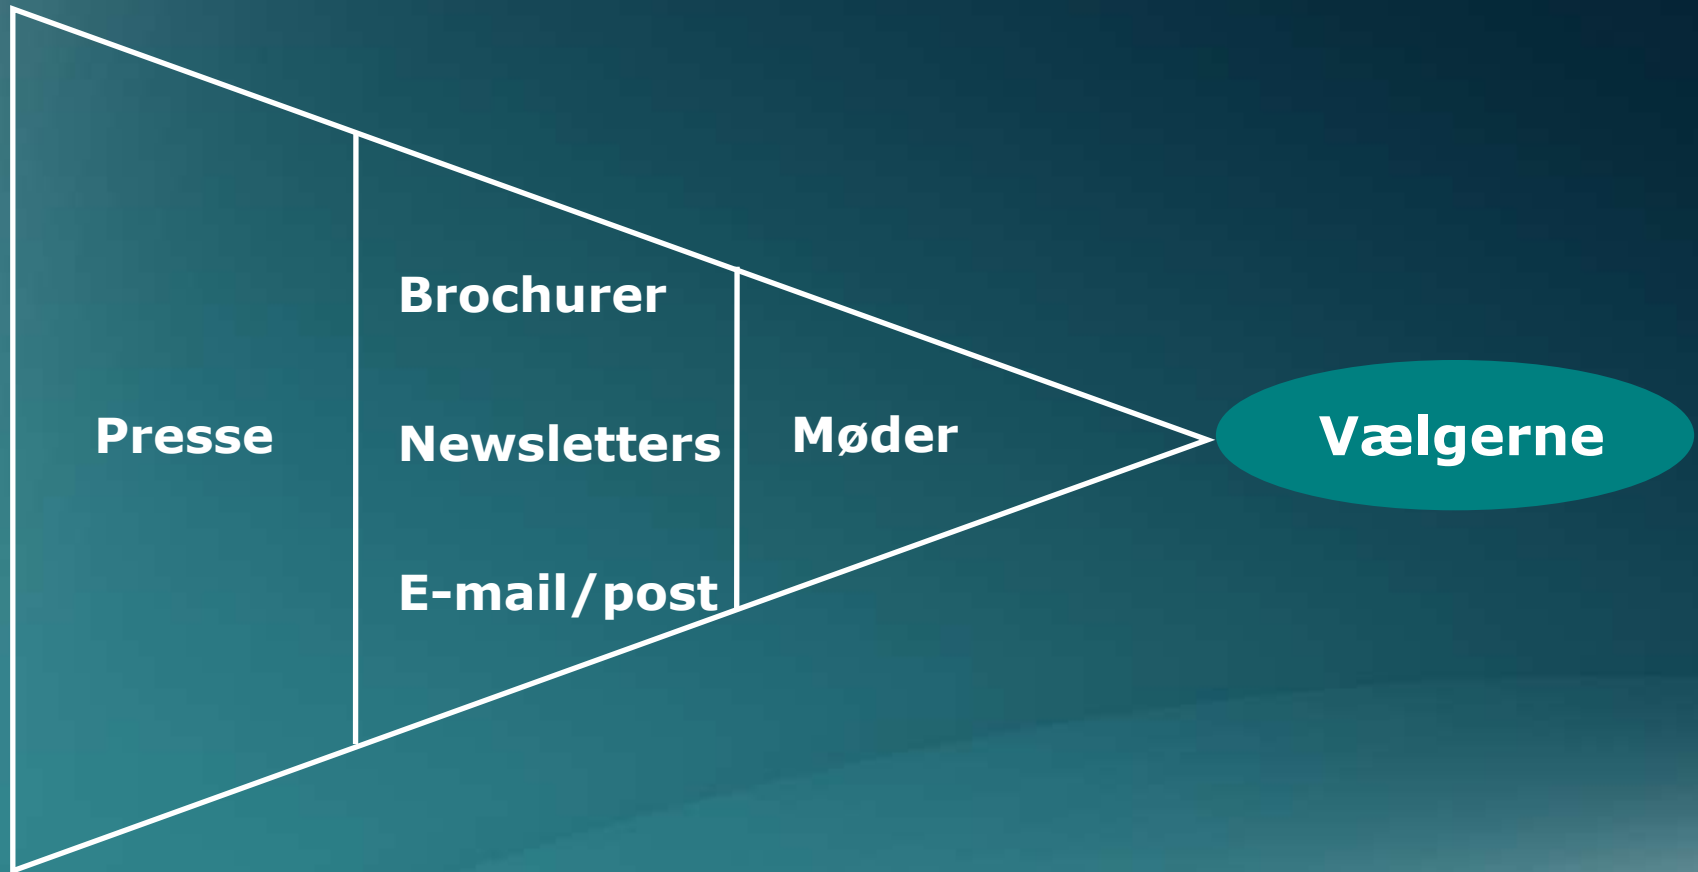 Presse
Brochurer
Newsletters
E-mail/post
Møder
Vælgerne